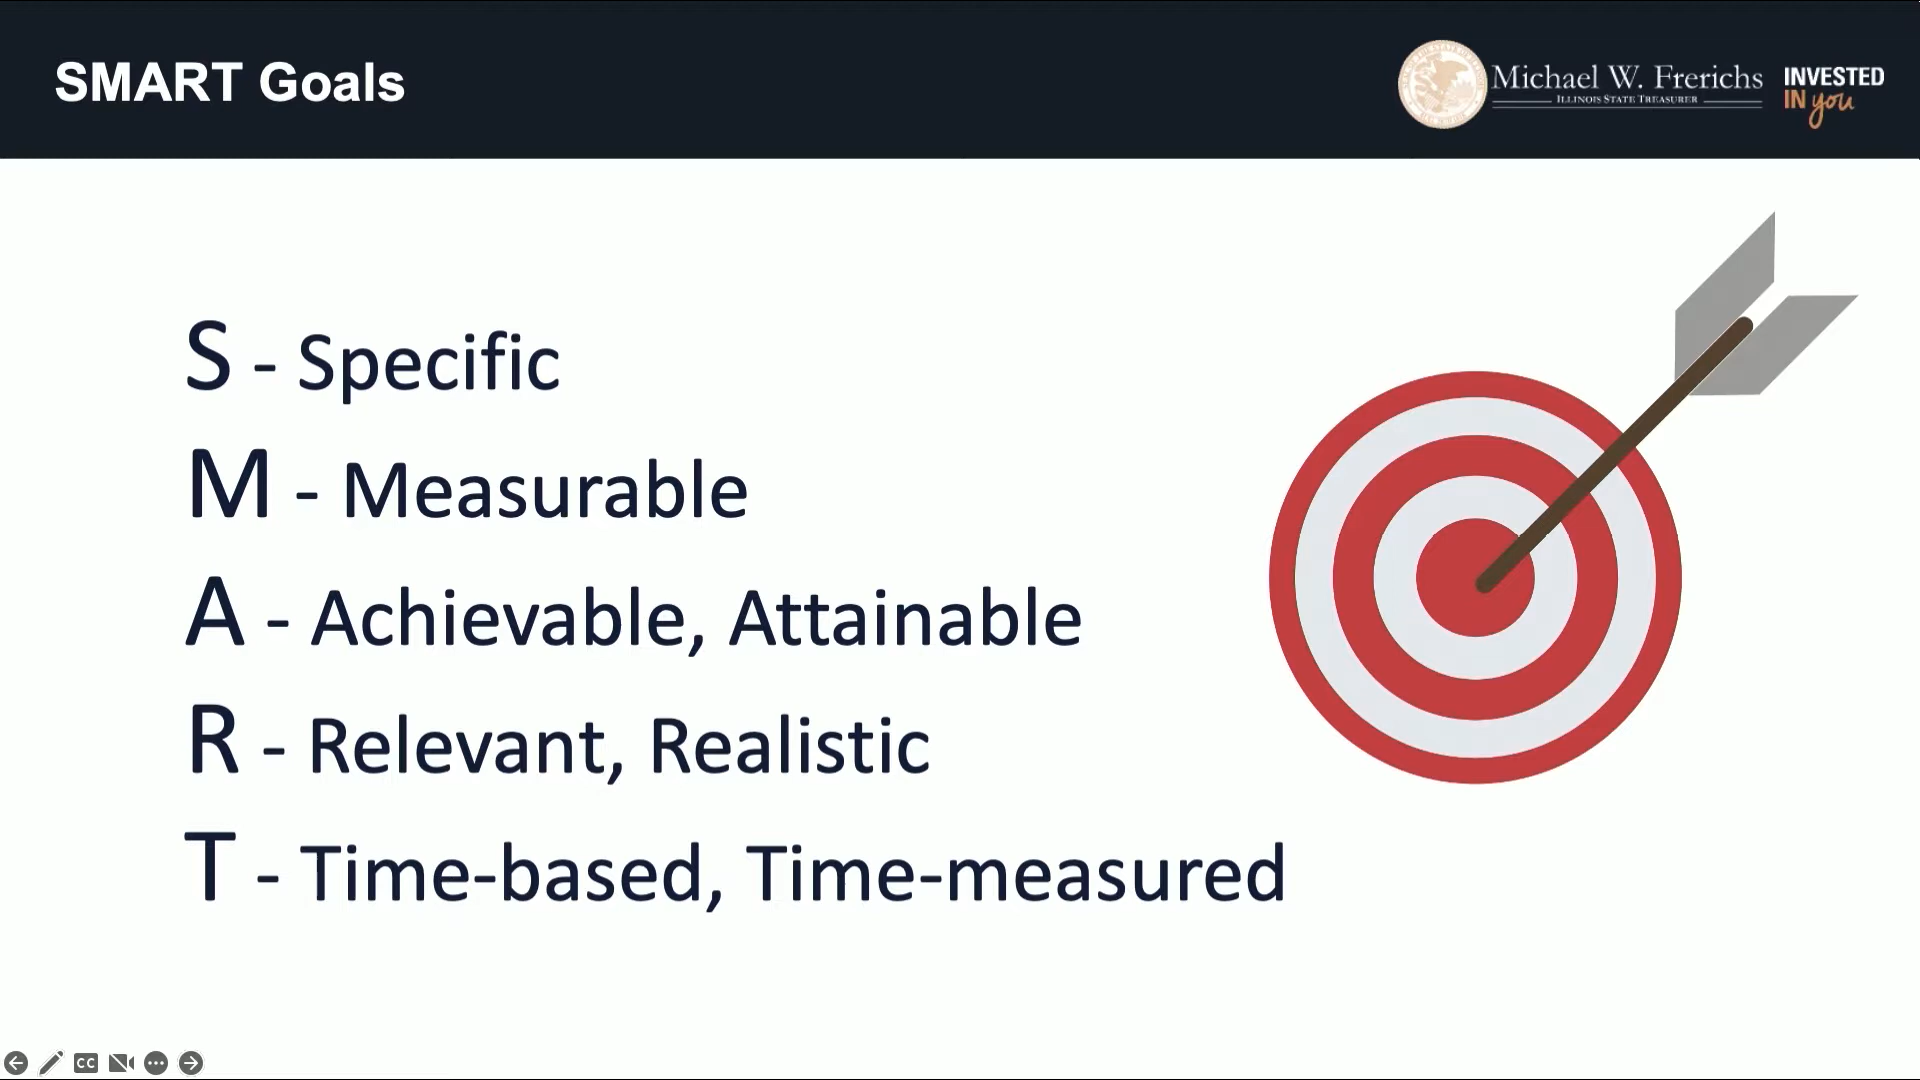 SMART Goals
Michael W. Frerichs
ILLINOIS STATE TREASURER
INVESTED
IN you
S - Specific
M - Measurable
A - Achievable, Attainable
R - Relevant, Realistic
T - Time-based, Time-measured
CC